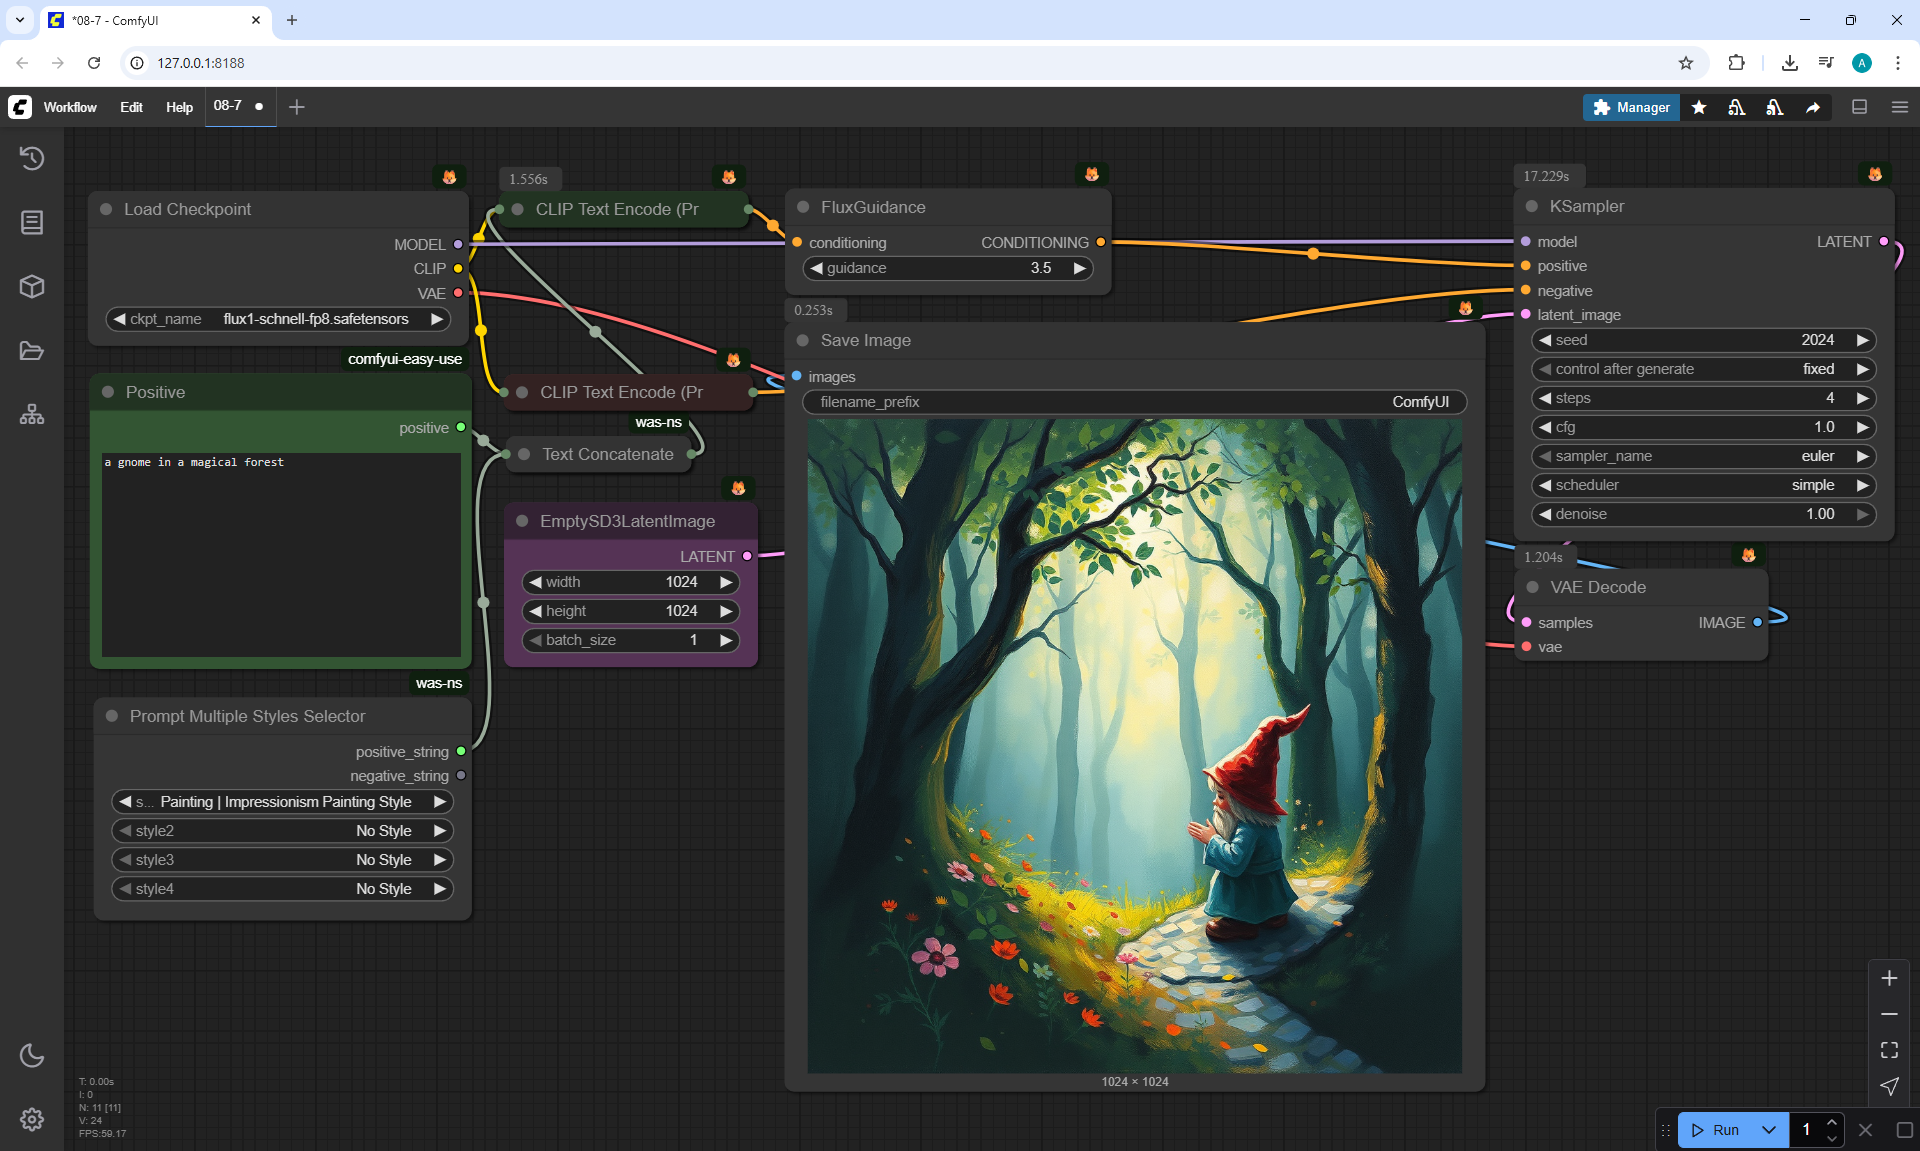 *08-7 - ComfyUI
127.0.0.1:8188
A
Workflow Edit Help 08-7
Manager
1.556s
17.229s
Load Checkpoint
MODEL
CLIP
VAE
ckpt_name flux1-schnell-fp8.safetensors
comfyui-easy-use
CLIP Text Encode (Pr
FluxGuidance
conditioning CONDITIONING
guidance 3.5
0.253s
KSampler
model LATENT
positive
negative
latent_image
seed 2024
control after generate fixed
steps 4
cfg 1.0
sampler_name euler
scheduler simple
denoise 1.00
Save Image
images
filename_prefix ComfyUI
Positive
positive
a gnome in a magical forest
CLIP Text Encode (Pr
was-ns
Text Concatenate
EmptySD3LatentImage
LATENT
width 1024
height 1024
batch_size 1
1.204s
VAE Decode
samples IMAGE
vae
was-ns
Prompt Multiple Styles Selector
positive_string
negative_string
s... Painting | Impressionism Painting Style
style2 No Style
style3 No Style
style4 No Style
1024 × 1024
T: 0.00s
I: 0
N: 11 [11]
V: 24
FPS:59.17
Run 1